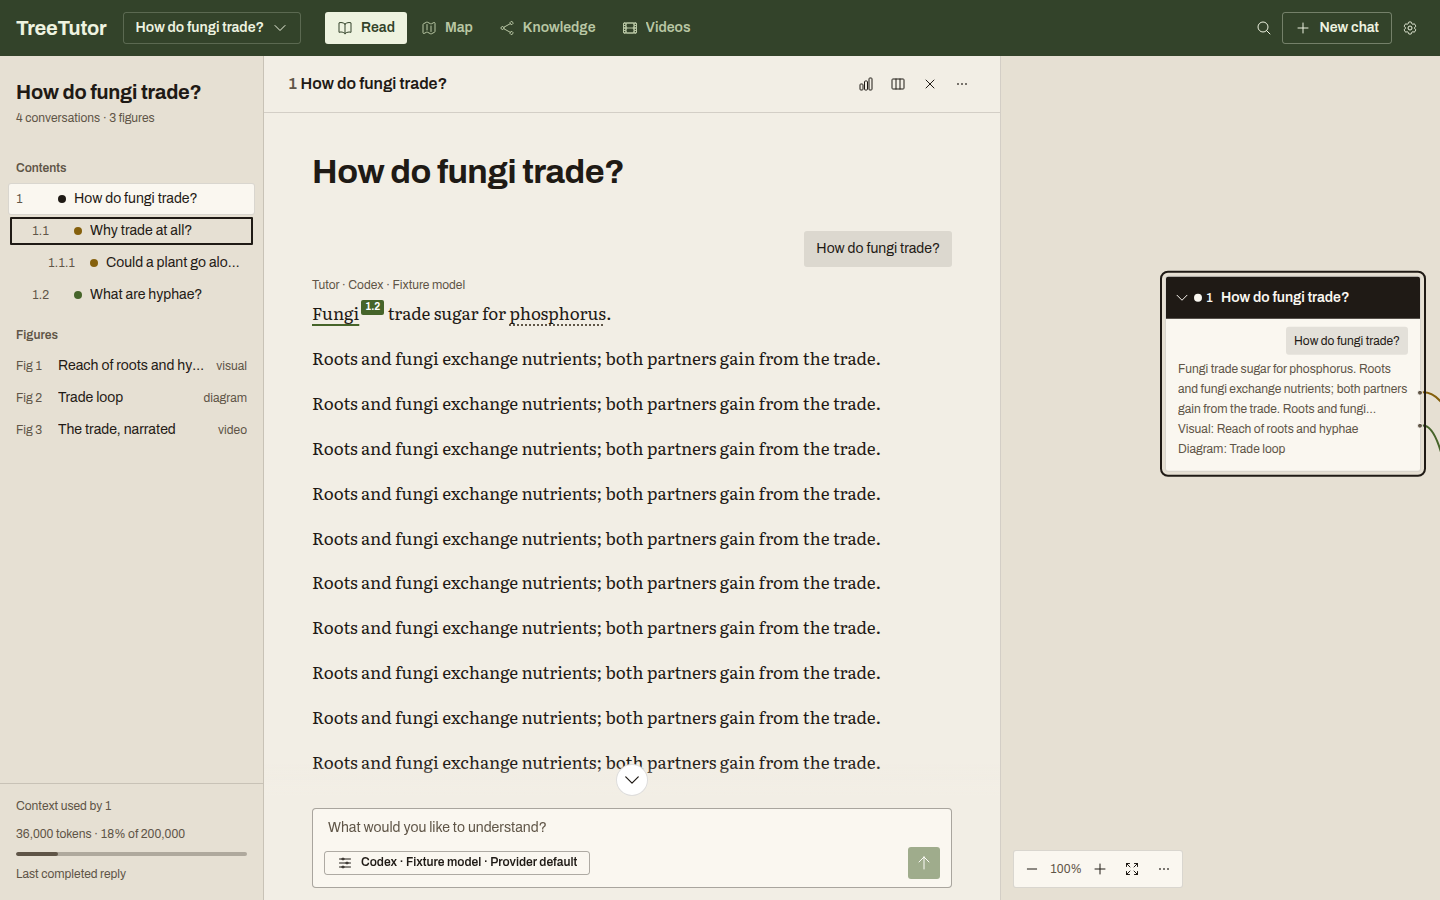 TreeTutor
How do fungi trade?
Read
Map
Knowledge
Videos
New chat
How do fungi trade?
4 conversations · 3 figures
Contents
1 How do fungi trade?
1.1 Why trade at all?
1.1.1 Could a plant go alo...
1.2 What are hyphae?
Figures
Fig 1 Reach of roots and hy... visual
Fig 2 Trade loop diagram
Fig 3 The trade, narrated video
Context used by 1
36,000 tokens · 18% of 200,000
Last completed reply
1 How do fungi trade?
How do fungi trade?
How do fungi trade?
Tutor · Codex · Fixture model
Fungi 1.2 trade sugar for phosphorus.
Roots and fungi exchange nutrients; both partners gain from the trade.
Roots and fungi exchange nutrients; both partners gain from the trade.
Roots and fungi exchange nutrients; both partners gain from the trade.
Roots and fungi exchange nutrients; both partners gain from the trade.
Roots and fungi exchange nutrients; both partners gain from the trade.
Roots and fungi exchange nutrients; both partners gain from the trade.
Roots and fungi exchange nutrients; both partners gain from the trade.
Roots and fungi exchange nutrients; both partners gain from the trade.
Roots and fungi exchange nutrients; both partners gain from the trade.
Roots and fungi exchange nutrients; both partners gain from the trade.
What would you like to understand?
Codex · Fixture model · Provider default
1 How do fungi trade?
How do fungi trade?
Fungi trade sugar for phosphorus. Roots
and fungi exchange nutrients; both partners
gain from the trade. Roots and fungi...
Visual: Reach of roots and hyphae
Diagram: Trade loop
100%